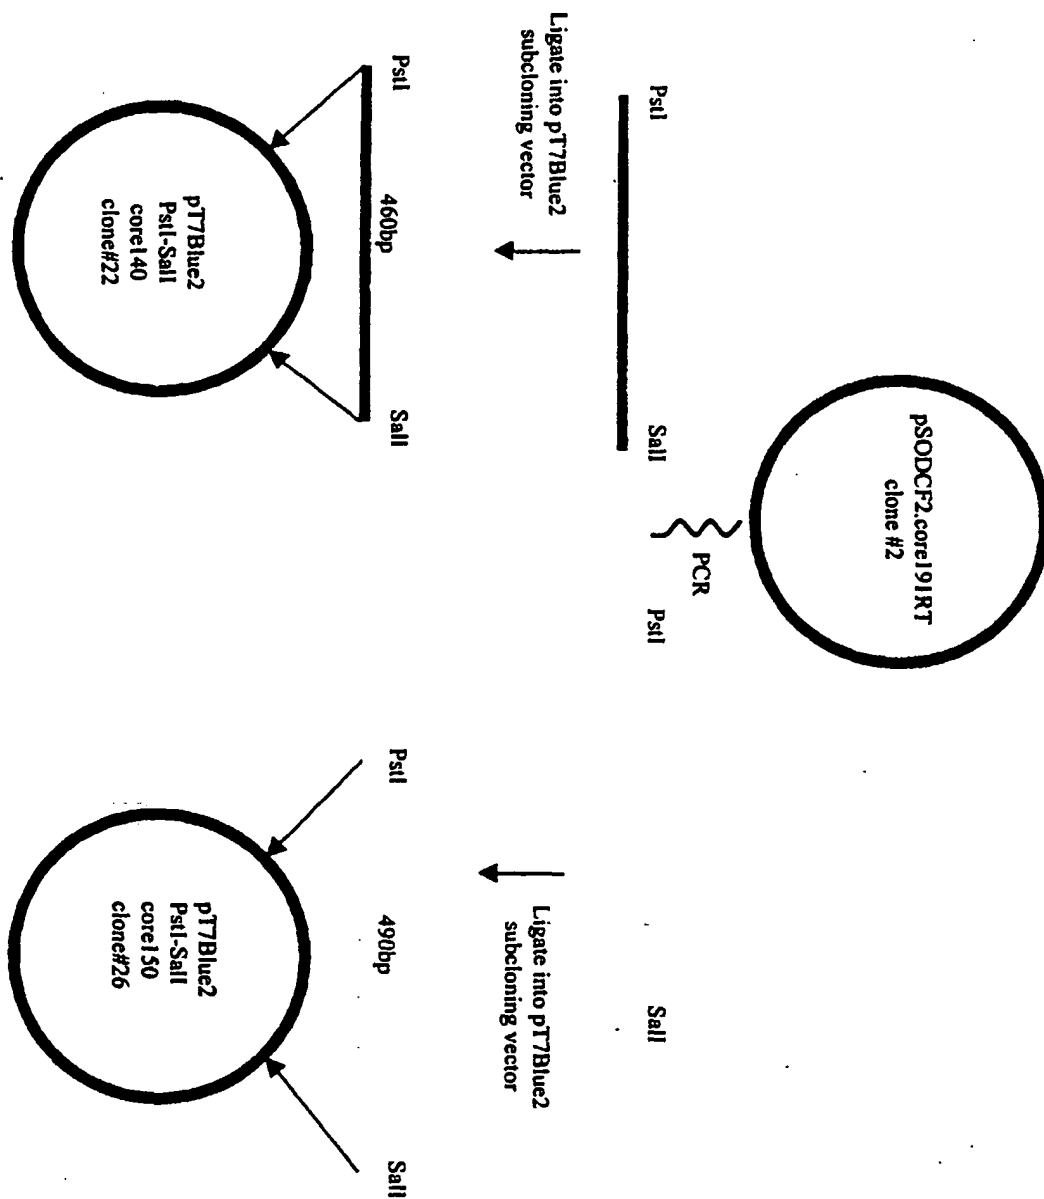 pSODCF2.core191RT
clone #2
PCR
PstI
SalI
PstI
SalI
Ligate into pT7Blue2
subcloning vector
Ligate into pT7Blue2
subcloning vector
PstI
460bp
SalI
PstI
490bp
SalI
pT7Blue2
PstI-SalI
core140
clone#22
pT7Blue2
PstI-SalI
core150
clone#26